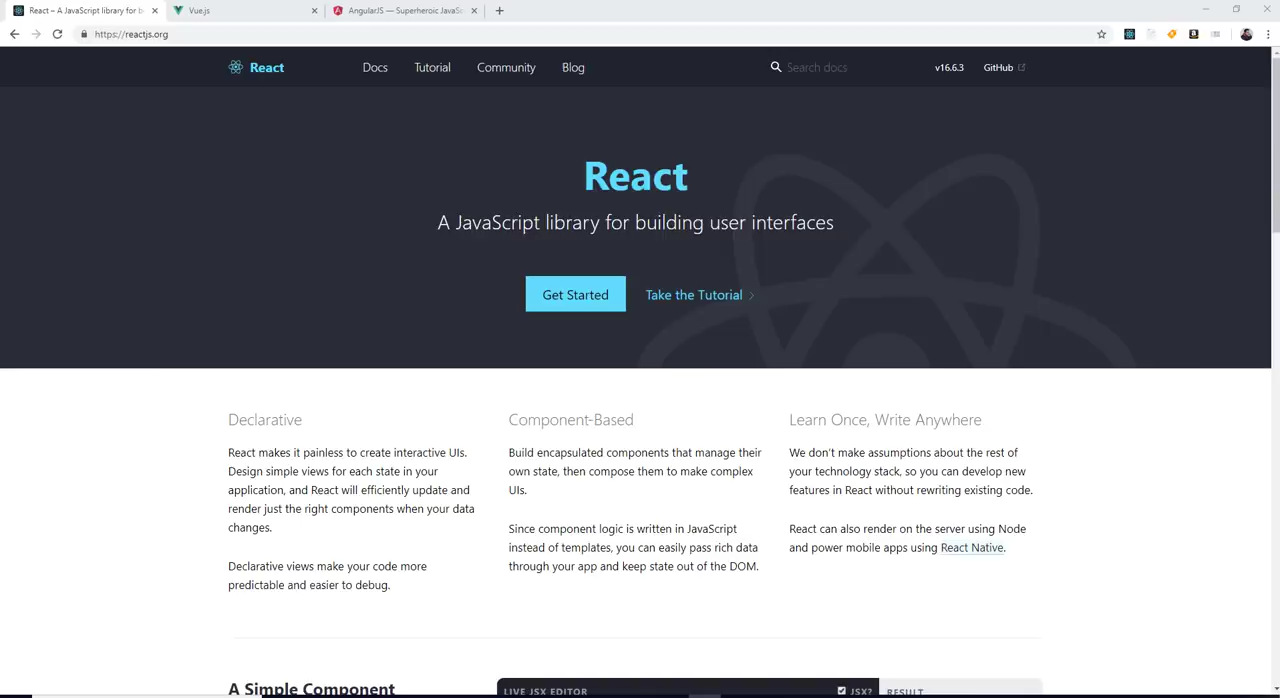 React – A JavaScript library for b
Vue.js
AngularJS — Superheroic JavaSc
https://reactjs.org
React
Docs
Tutorial
Community
Blog
Search docs
v16.6.3
GitHub
React
A JavaScript library for building user interfaces
Get Started
Take the Tutorial
Declarative
React makes it painless to create interactive UIs.
Design simple views for each state in your
application, and React will efficiently update and
render just the right components when your data
changes.
Declarative views make your code more
predictable and easier to debug.
Component-Based
Build encapsulated components that manage their
own state, then compose them to make complex
UIs.
Since component logic is written in JavaScript
instead of templates, you can easily pass rich data
through your app and keep state out of the DOM.
Learn Once, Write Anywhere
We don't make assumptions about the rest of
your technology stack, so you can develop new
features in React without rewriting existing code.
React can also render on the server using Node
and power mobile apps using React Native.
A Simple Component
LIVE JSX EDITOR
JSX?
RESULT